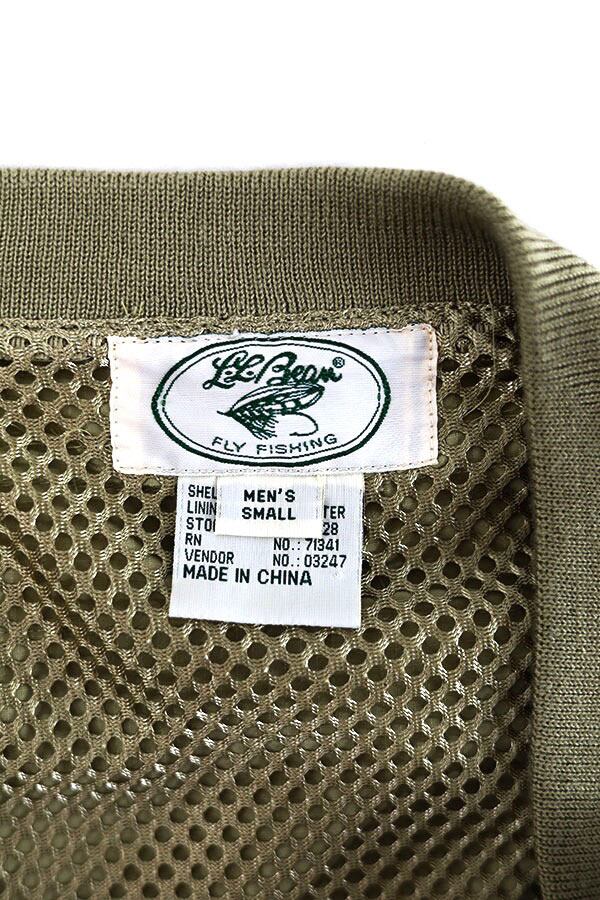 L.L.Bean®
FLY FISHING
MEN'S
SMALL
RN NO.: 71341
VENDOR NO.: 03247
MADE IN CHINA